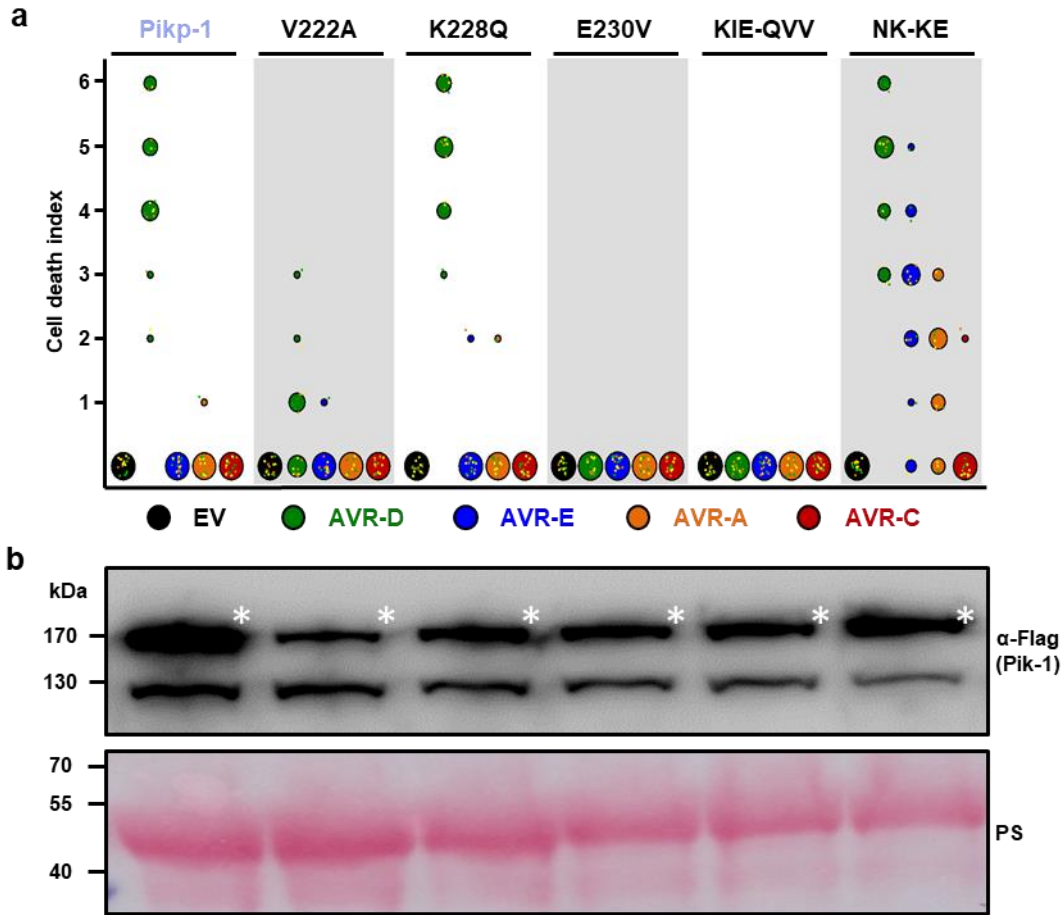 a
Pikp-1 V222A K228Q E230V KIE-QVV NK-KE
Cell death index
6
5
4
3
2
1
EV AVR-D AVR-E AVR-A AVR-C
b
kDa
170
130
* * * * * *
α-Flag
(Pik-1)
70
55
40
PS